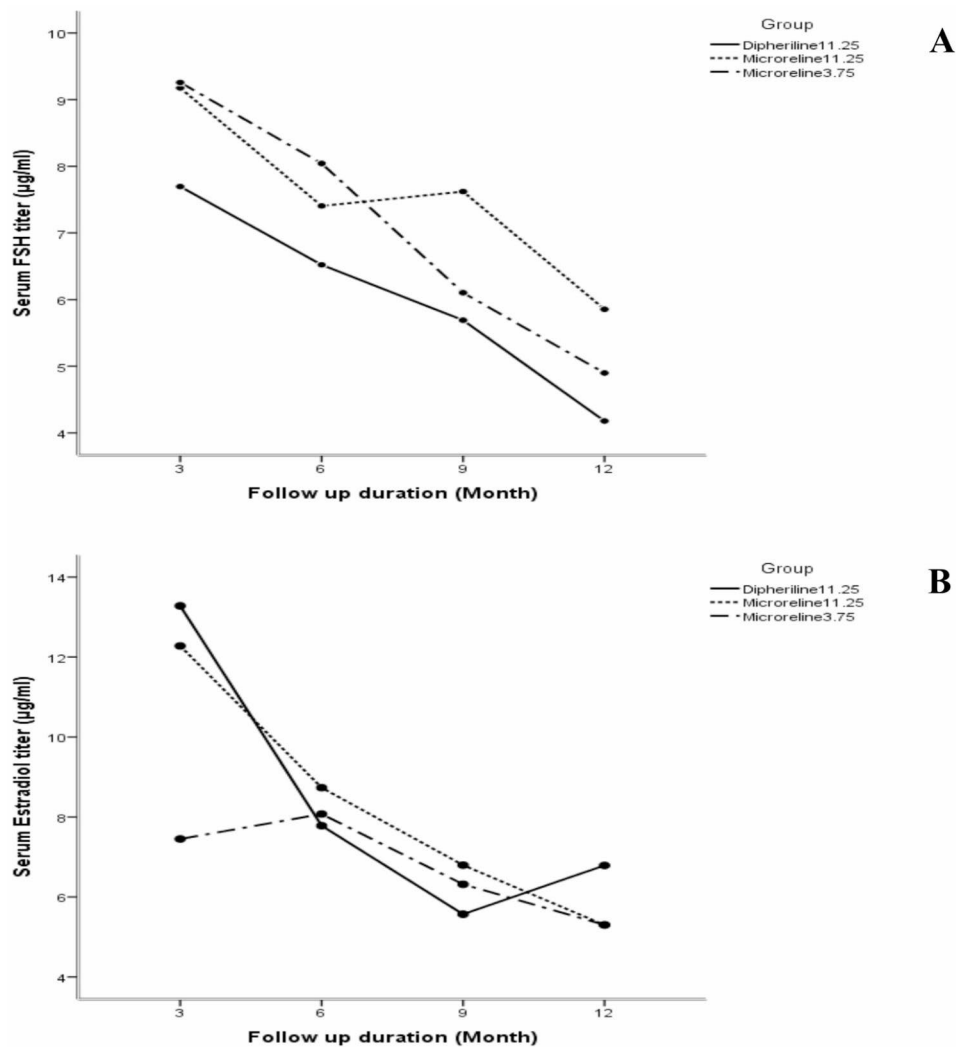 A
Group
Dipheriline11.25
Microreline11.25
Microreline3.75
Serum FSH titer (µg/ml)
10
9
8
7
6
5
4
3 6 9 12
Follow up duration (Month)
B
Group
Dipheriline11.25
Microreline11.25
Microreline3.75
Serum Estradiol titer (µg/ml)
14
12
10
8
6
4
3 6 9 12
Follow up duration (Month)